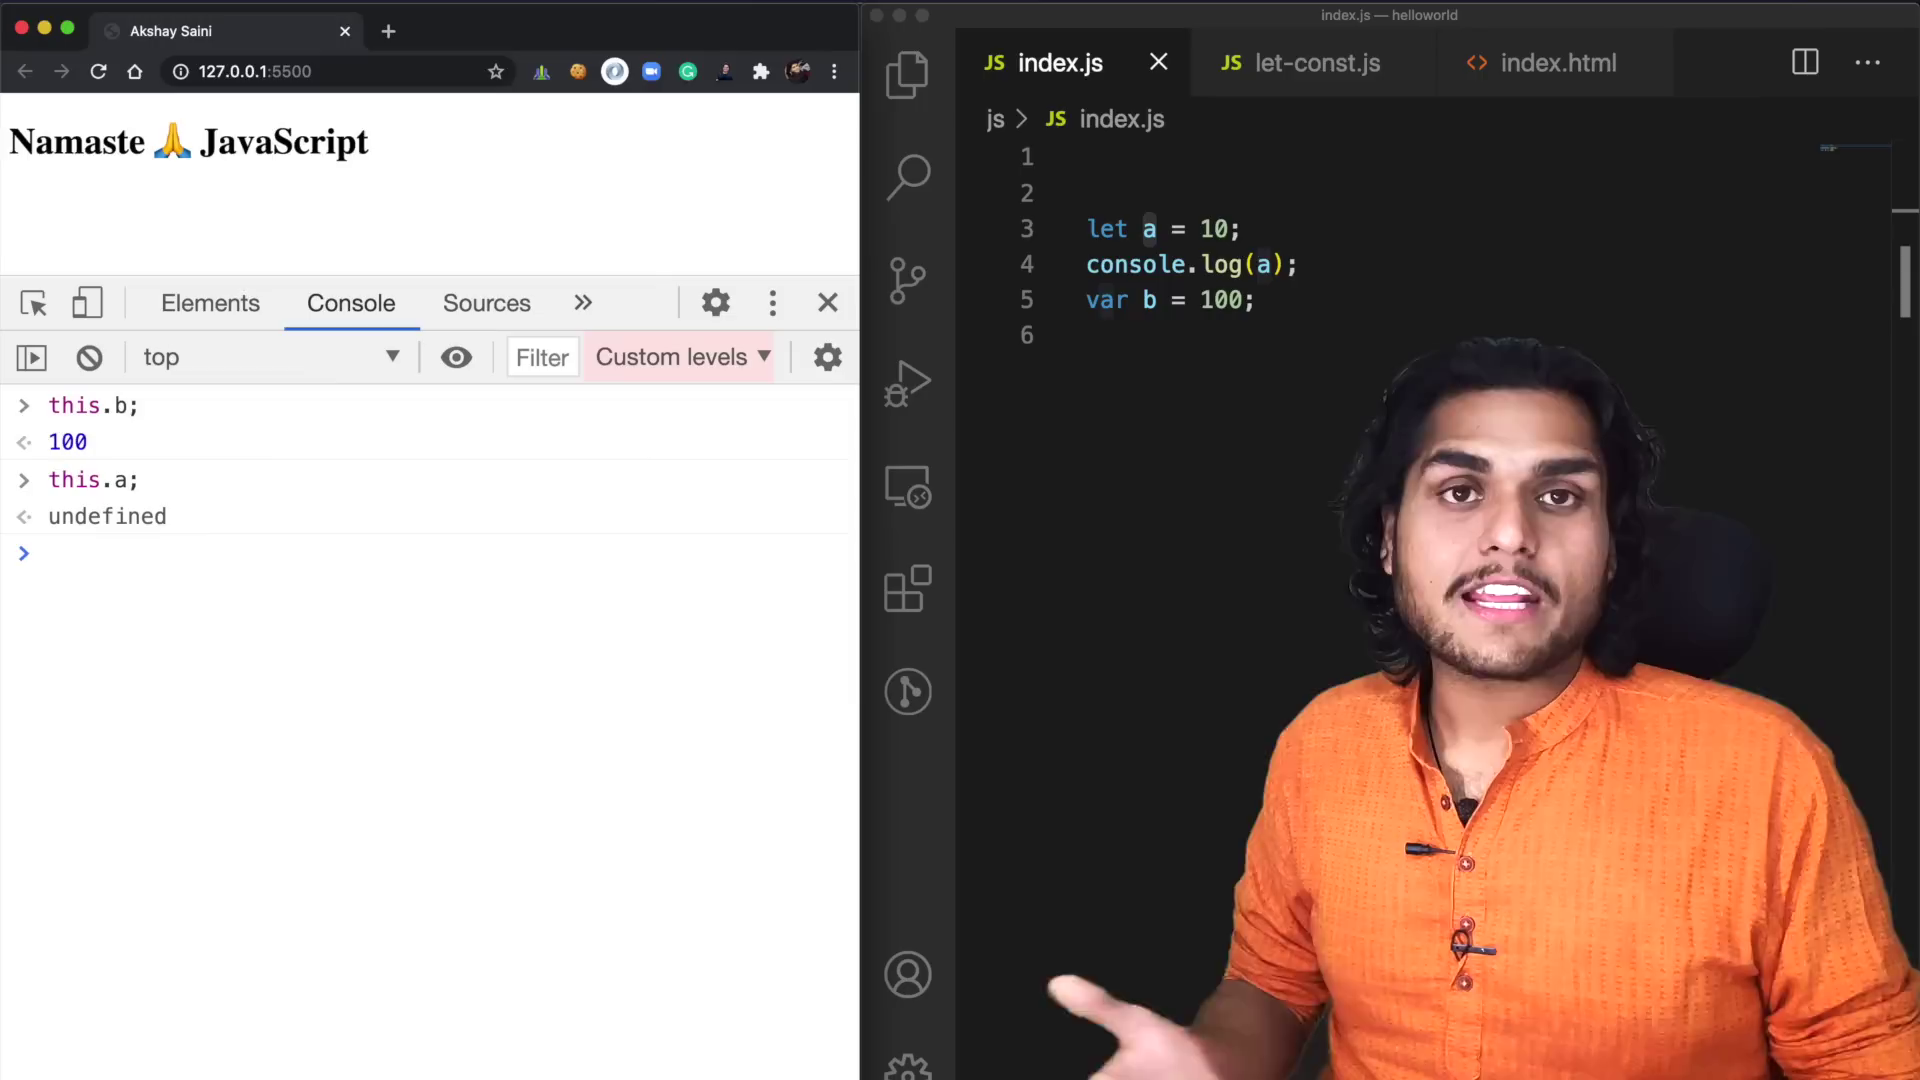 Akshay Saini
127.0.0.1:5500
Namaste 🙏 JavaScript
Elements Console Sources »
top Filter Custom levels
> this.b;
100
> this.a;
undefined
>
index.js — helloworld
JS index.js JS let-const.js <> index.html
js > JS index.js
1
2
3 let a = 10;
4 console.log(a);
5 var b = 100;
6